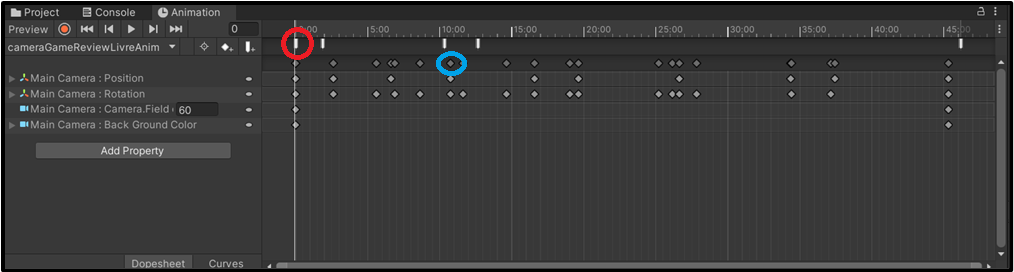 Project Console Animation
Preview 0 0:00 5:00 10:00 15:00 20:00 25:00 30:00 35:00 40:00 45:00
cameraGameReviewLivreAnim
Main Camera : Position
Main Camera : Rotation
Main Camera : Camera.Field 60
Main Camera : Back Ground Color
Add Property
Dopesheet Curves